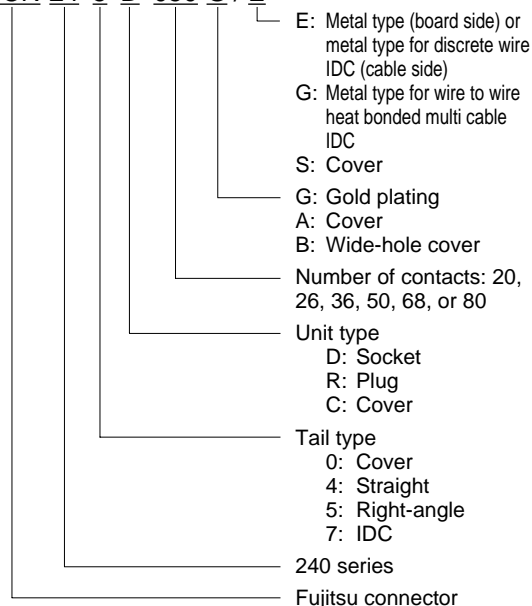 E: Metal type (board side) or
metal type for discrete wire
IDC (cable side)
G: Metal type for wire to wire
heat bonded multi cable
IDC
S: Cover
G: Gold plating
A: Cover
B: Wide-hole cover
Number of contacts: 20,
26, 36, 50, 68, or 80
Unit type
D: Socket
R: Plug
C: Cover
Tail type
0: Cover
4: Straight
5: Right-angle
7: IDC
240 series
Fujitsu connector